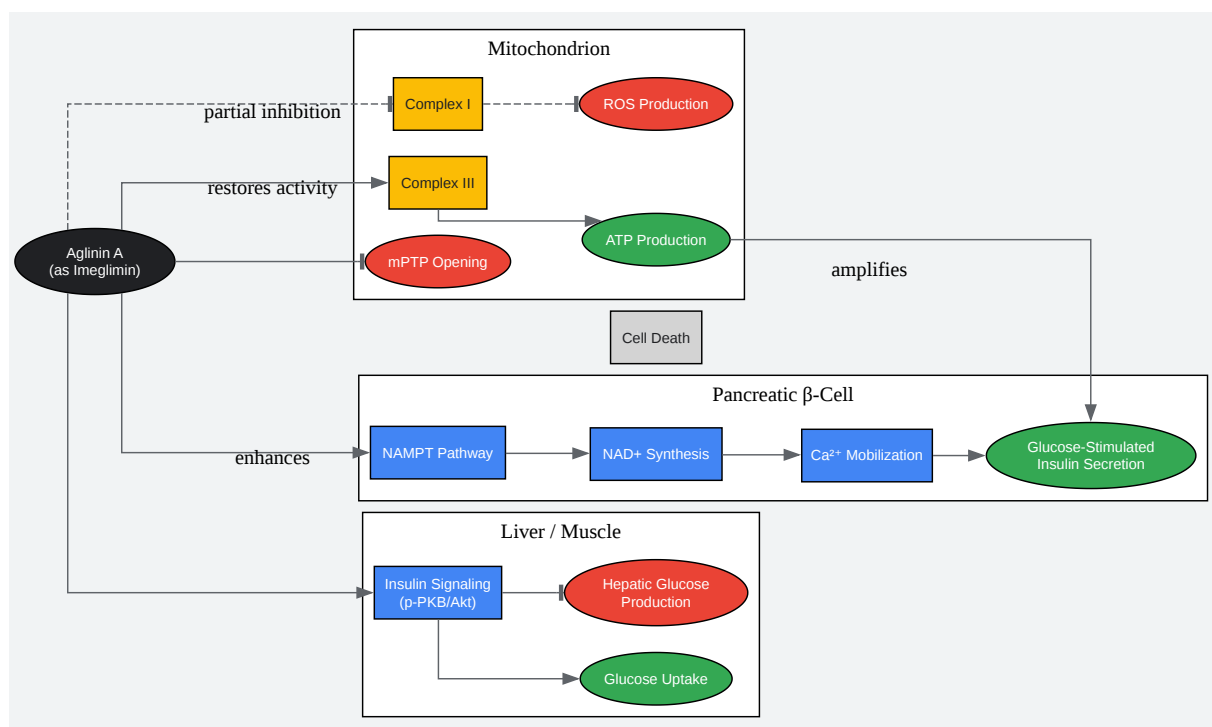 Mitochondrion
Complex I
ROS Production
partial inhibition
Complex III
restores activity
ATP Production
Aglinin A
(as Imeglimin)
mPTP Opening
amplifies
Cell Death
Pancreatic β-Cell
NAMPT Pathway
NAD+ Synthesis
Ca²⁺ Mobilization
Glucose-Stimulated
Insulin Secretion
enhances
Liver / Muscle
Insulin Signaling
(p-PKB/Akt)
Hepatic Glucose
Production
Glucose Uptake